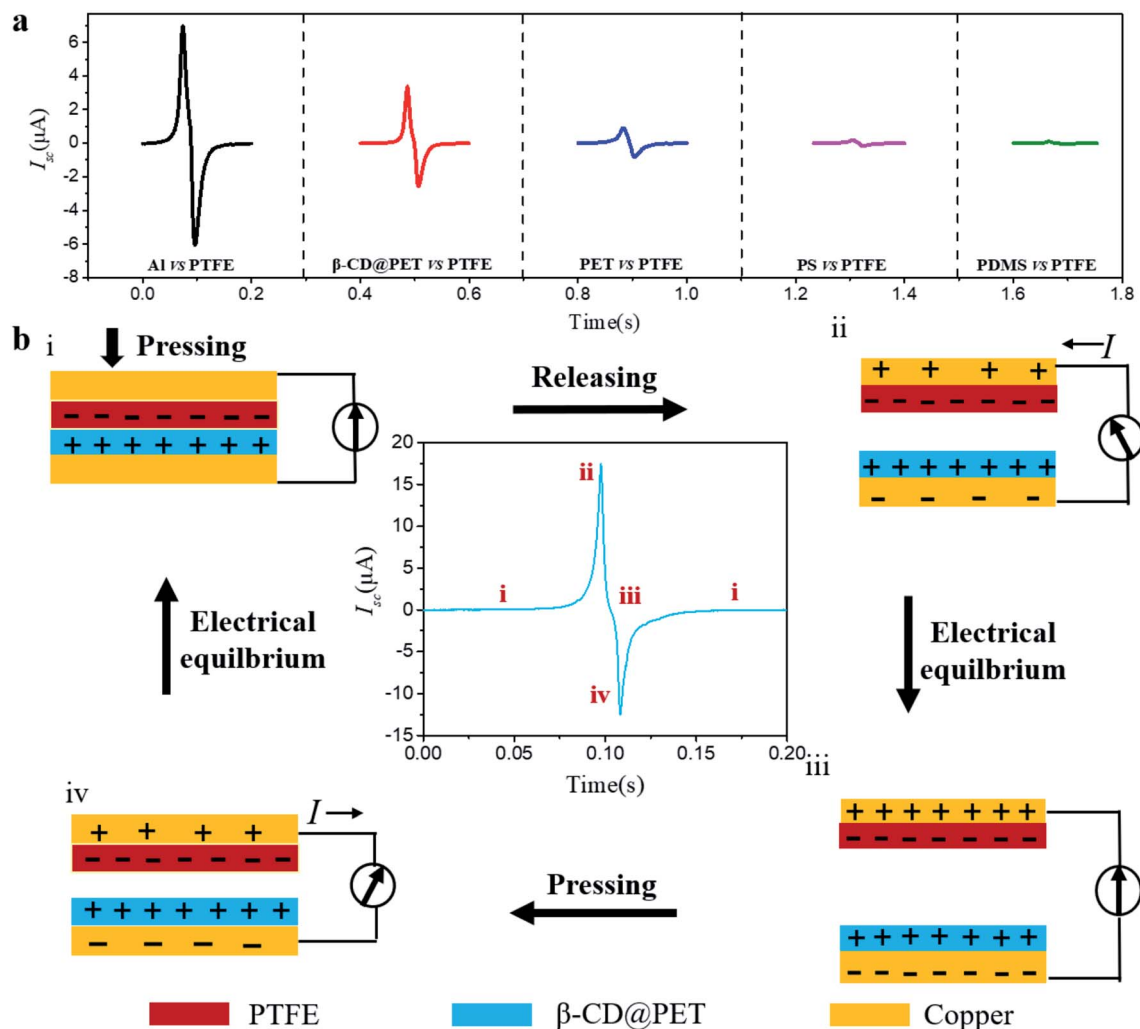 a
I_sc(μA)
6
4
2
0
-2
-4
-6
-8
Al vs PTFE
β-CD@PET vs PTFE
PET vs PTFE
PS vs PTFE
PDMS vs PTFE
0.0
0.2
0.4
0.6
0.8
1.0
1.2
1.4
1.6
1.8
Time(s)
b
i
Pressing
Releasing
ii
I
Electrical
equilbrium
I_sc(μA)
20
15
10
5
0
-5
-10
-15
i
ii
iii
iv
i
0.00
0.05
0.10
0.15
0.20
Time(s)
Electrical
equilbrium
iii
iv
I
Pressing
PTFE
β-CD@PET
Copper